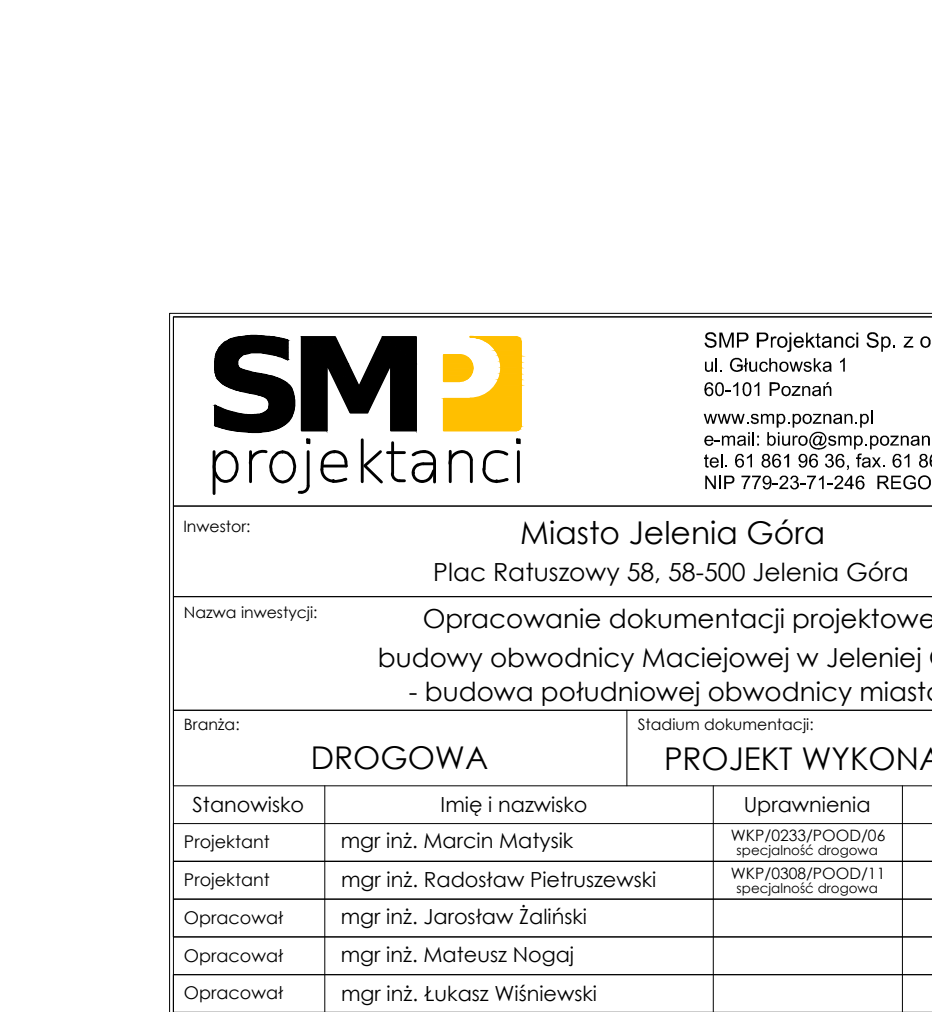 SMP
projektanci
SMP Projektanci Sp. z o
ul. Głuchowska 1
60-101 Poznań
www.smp.poznan.pl
e-mail: biuro@smp.poznan
tel. 61 861 96 36, fax. 61 8
NIP 779-23-71-246 REGO
Inwestor:
Miasto Jelenia Góra
Plac Ratuszowy 58, 58-500 Jelenia Góra
Nazwa inwestycji:
Opracowanie dokumentacji projektowe
budowy obwodnicy Maciejowej w Jeleniej
- budowa południowej obwodnicy miast
Branża:
DROGOWA
Stadium dokumentacji:
PROJEKT WYKONA
Stanowisko Imię i nazwisko Uprawnienia
Projektant mgr inż. Marcin Matysik WKP/0233/POOD/06
specjalność drogowa
Projektant mgr inż. Radosław Pietruszewski WKP/0308/POOD/11
specjalność drogowa
Opracował mgr inż. Jarosław Żaliński
Opracował mgr inż. Mateusz Nogaj
Opracował mgr inż. Łukasz Wiśniewski